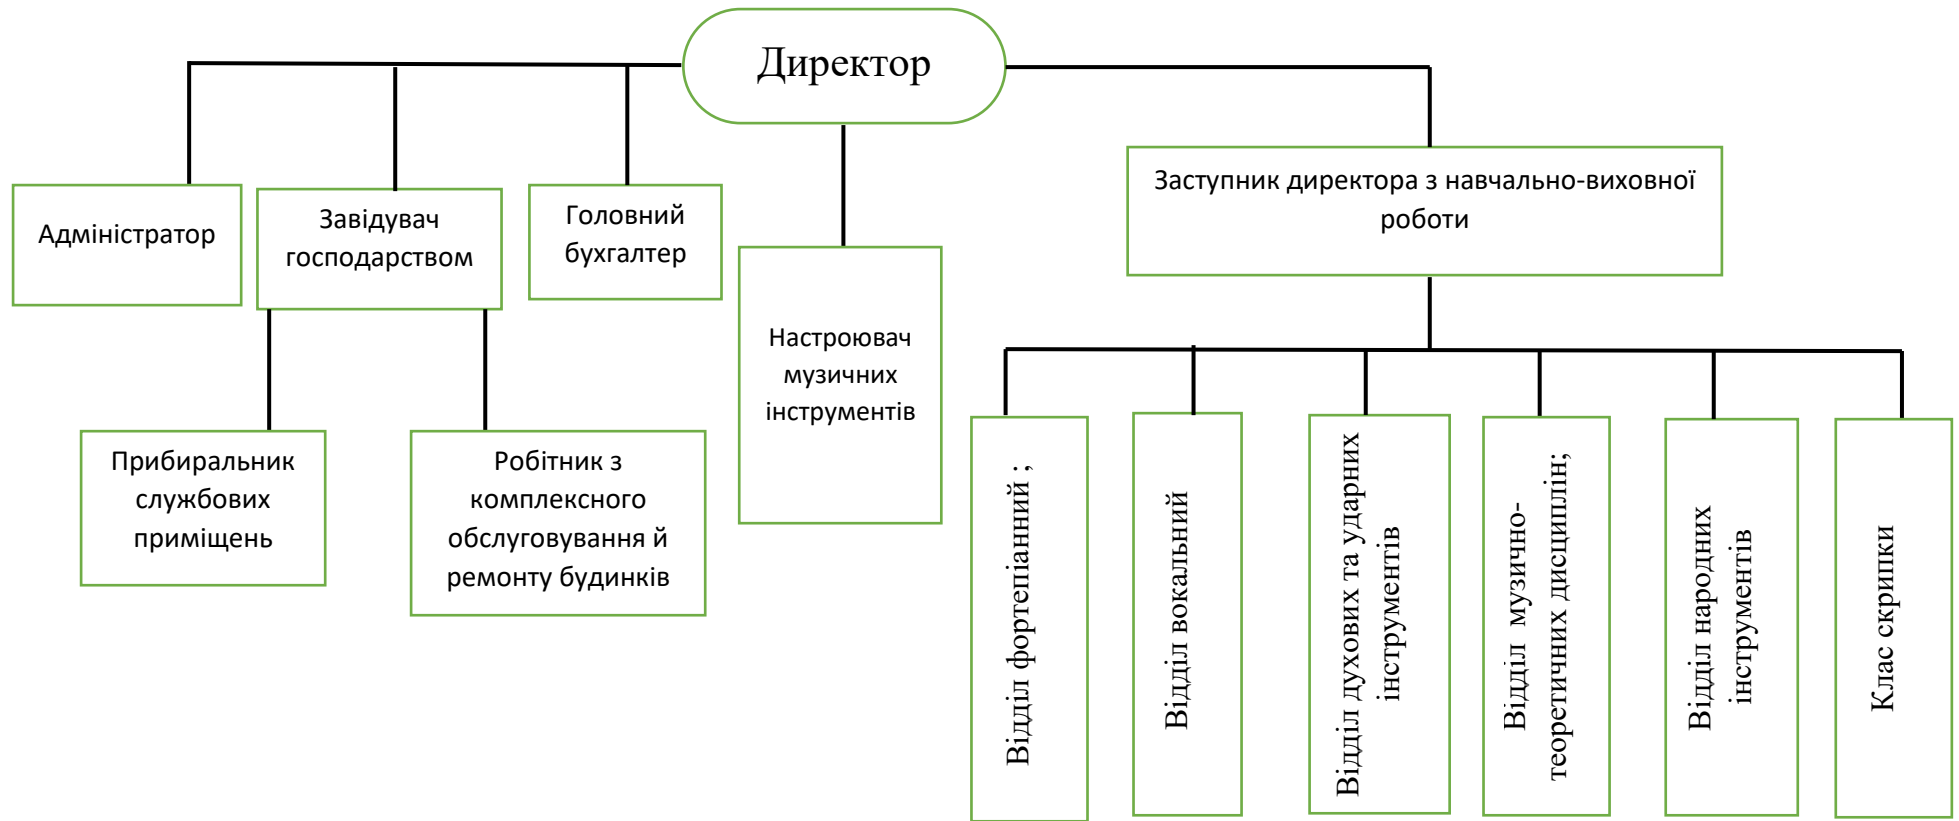 Директор
Заступник директора з навчально-виховної
роботи
Адміністратор
Завідувач
господарством
Головний
бухгалтер
Настроювач
музичних
інструментів
Прибиральник
службових
приміщень
Робітник з
комплексного
обслуговування й
ремонту будинків
Відділ фортепіанний ;
Відділ вокальний
Відділ духових та ударних
інструментів
Відділ музично-
теоретичних дисциплін;
Відділ народних
інструментів
Клас скрипки